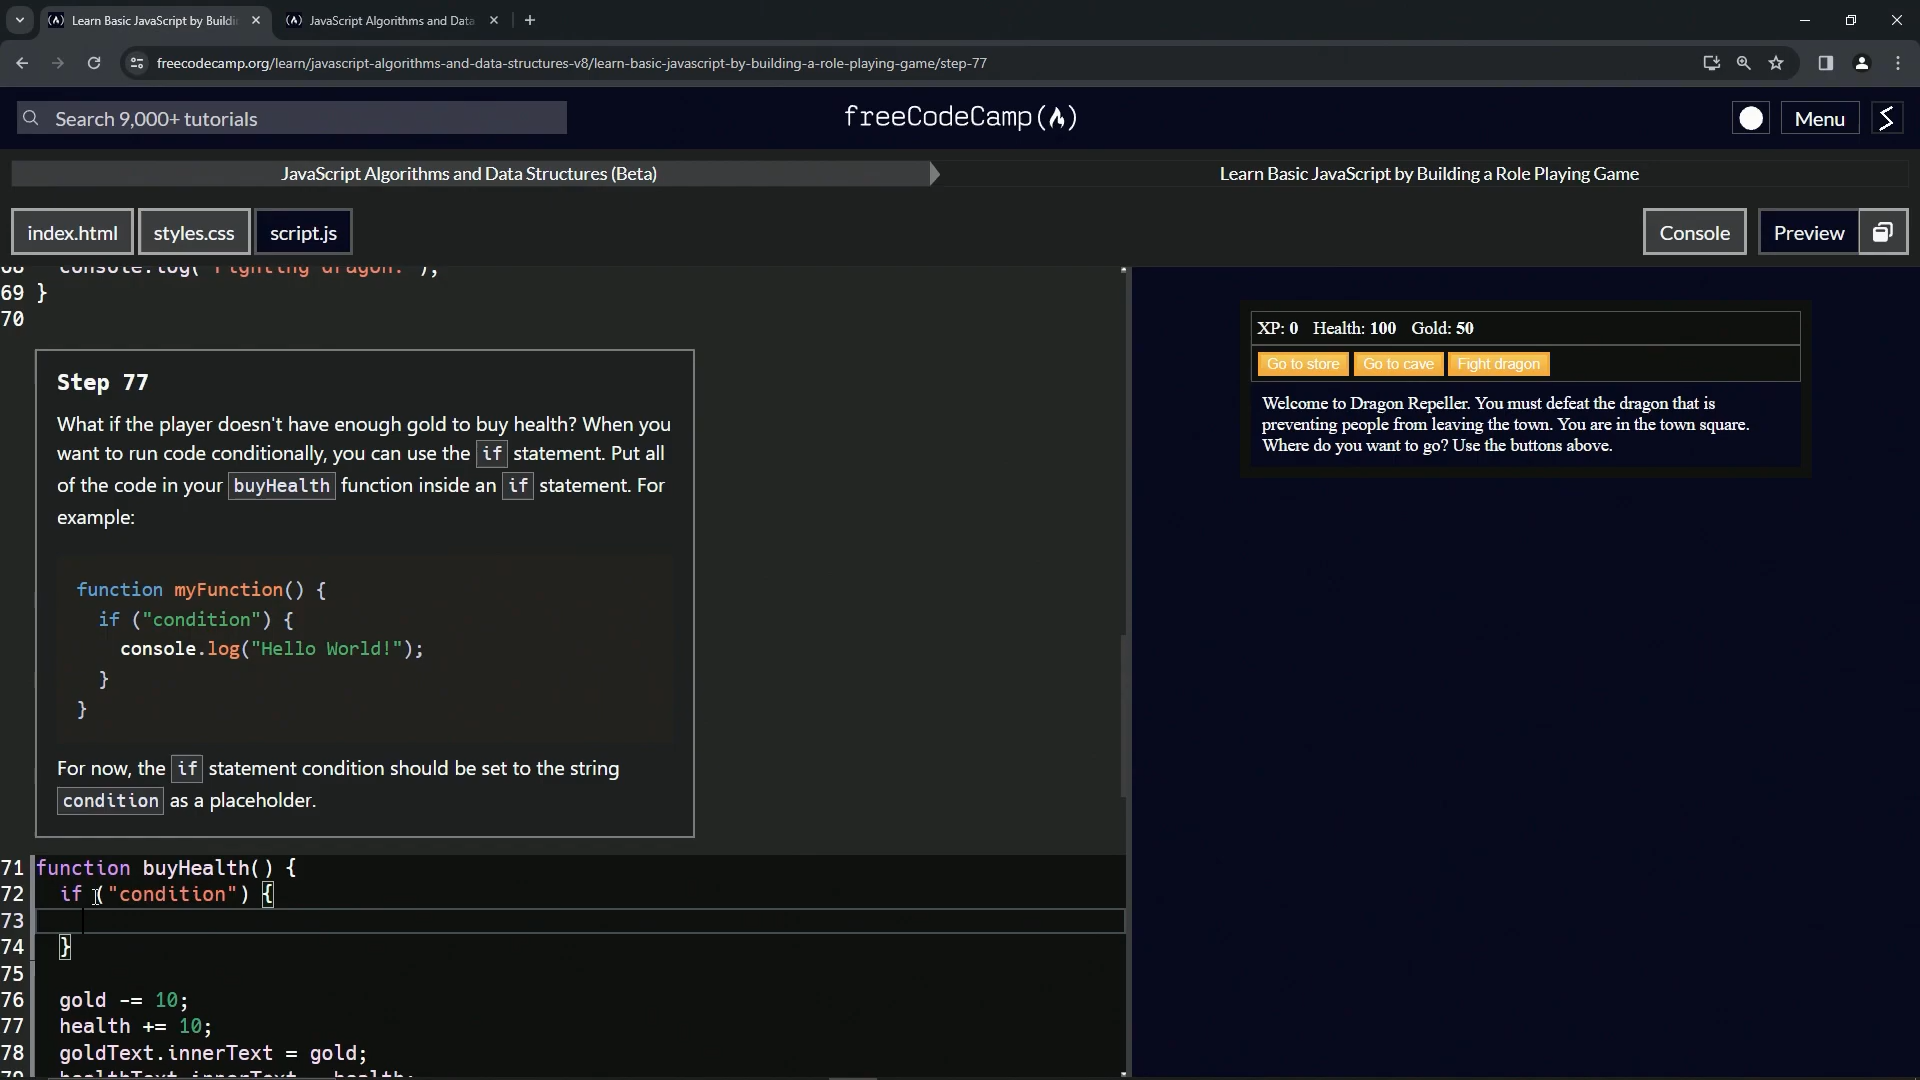 Learn Basic JavaScript by Buildi
JavaScript Algorithms and Data
freecodecamp.org/learn/javascript-algorithms-and-data-structures-v8/learn-basic-javascript-by-building-a-role-playing-game/step-77
Search 9,000+ tutorials
freeCodeCamp(🔥)
Menu
JavaScript Algorithms and Data Structures (Beta)
Learn Basic JavaScript by Building a Role Playing Game
index.html
styles.css
script.js
Console
Preview
68 console.log("Fighting dragon.");
69 }
70
Step 77
What if the player doesn't have enough gold to buy health? When you
want to run code conditionally, you can use the if statement. Put all
of the code in your buyHealth function inside an if statement. For
example:
function myFunction() {
if ("condition") {
console.log("Hello World!");
}
}
For now, the if statement condition should be set to the string
condition as a placeholder.
71 function buyHealth() {
72 if ("condition") {
73
74 }
75
76 gold -= 10;
77 health += 10;
78 goldText.innerText = gold;
79 healthText.innerText = health;
XP: 0 Health: 100 Gold: 50
Go to store
Go to cave
Fight dragon
Welcome to Dragon Repeller. You must defeat the dragon that is
preventing people from leaving the town. You are in the town square.
Where do you want to go? Use the buttons above.